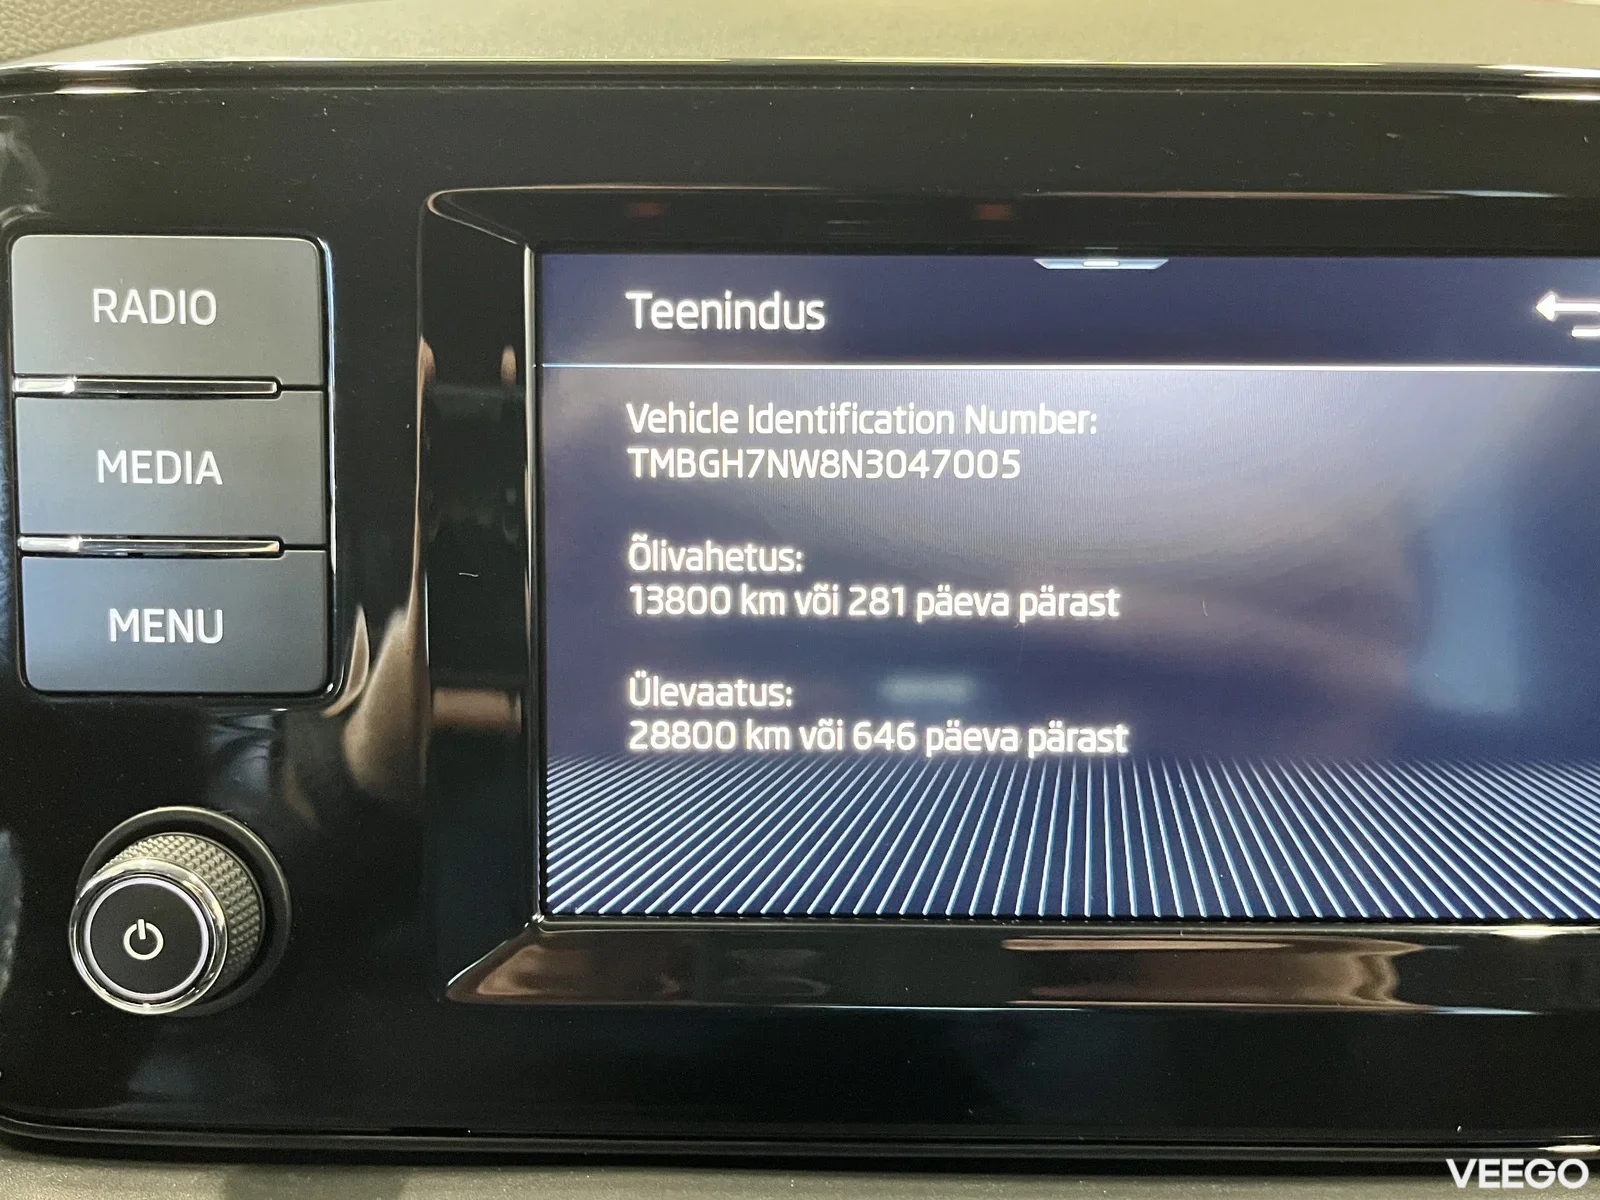 RADIO
MEDIA
MENU
Teenindus
Vehicle Identification Number:
TMBGH7NW8N3047005
Õlivahetus:
13800 km või 281 päeva pärast
Ülevaatus:
28800 km või 646 päeva pärast
VEEGO